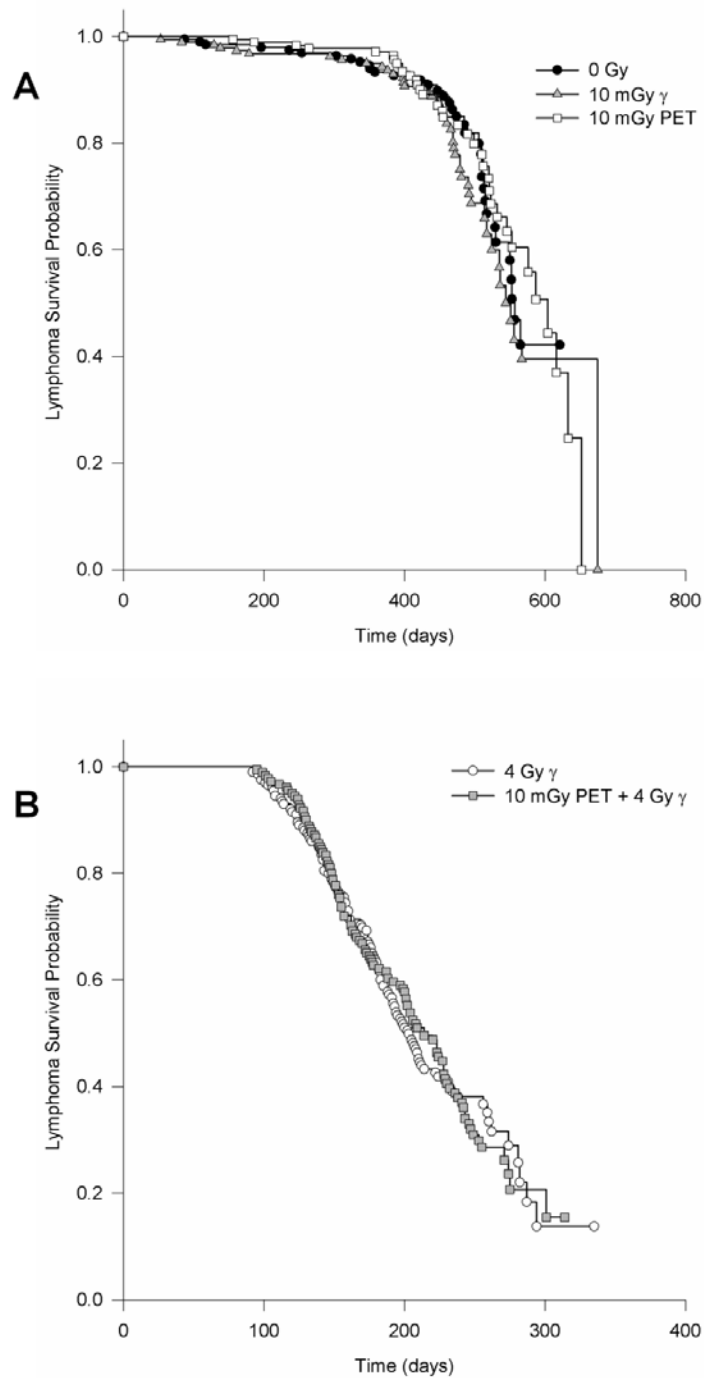 A
0 Gy
10 mGy γ
10 mGy PET
Lymphoma Survival Probability
1.0
0.8
0.6
0.4
0.2
0.0
0 200 400 600 800
Time (days)
B
4 Gy γ
10 mGy PET + 4 Gy γ
Lymphoma Survival Probability
1.0
0.8
0.6
0.4
0.2
0.0
0 100 200 300 400
Time (days)